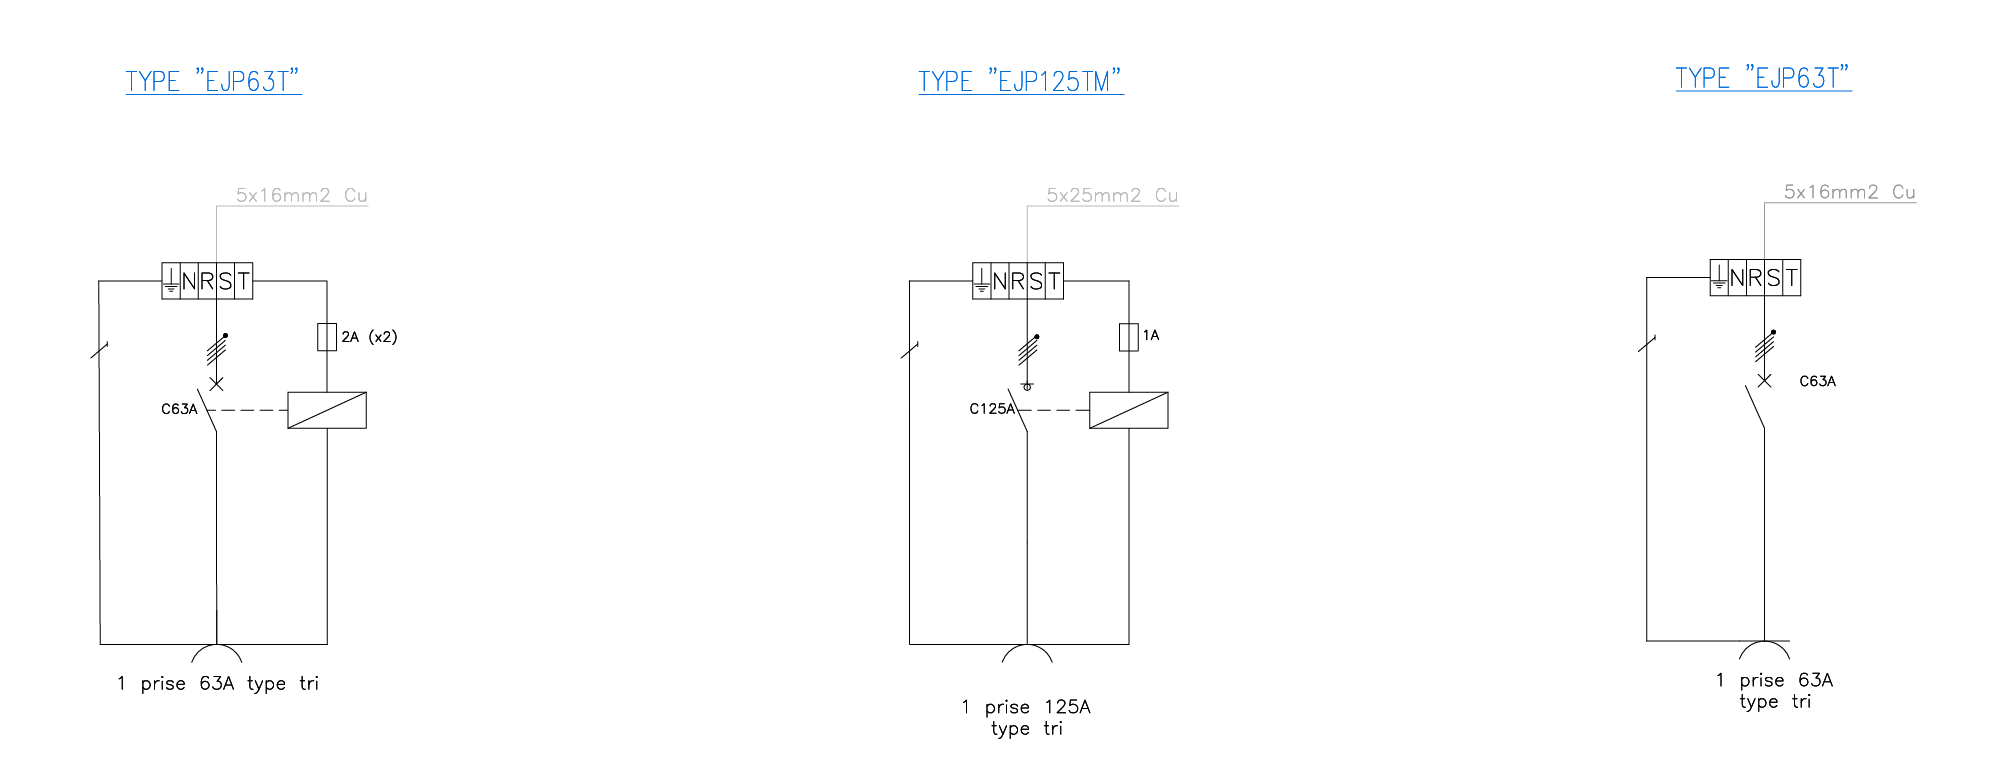 TYPE "EJP63T"
5x16mm2 Cu
NRST
2A (x2)
C63A
1 prise 63A type tri
TYPE "EJP125TM"
5x25mm2 Cu
NRST
1A
C125A
1 prise 125A
type tri
TYPE "EJP63T"
5x16mm2 Cu
NRST
C63A
1 prise 63A
type tri